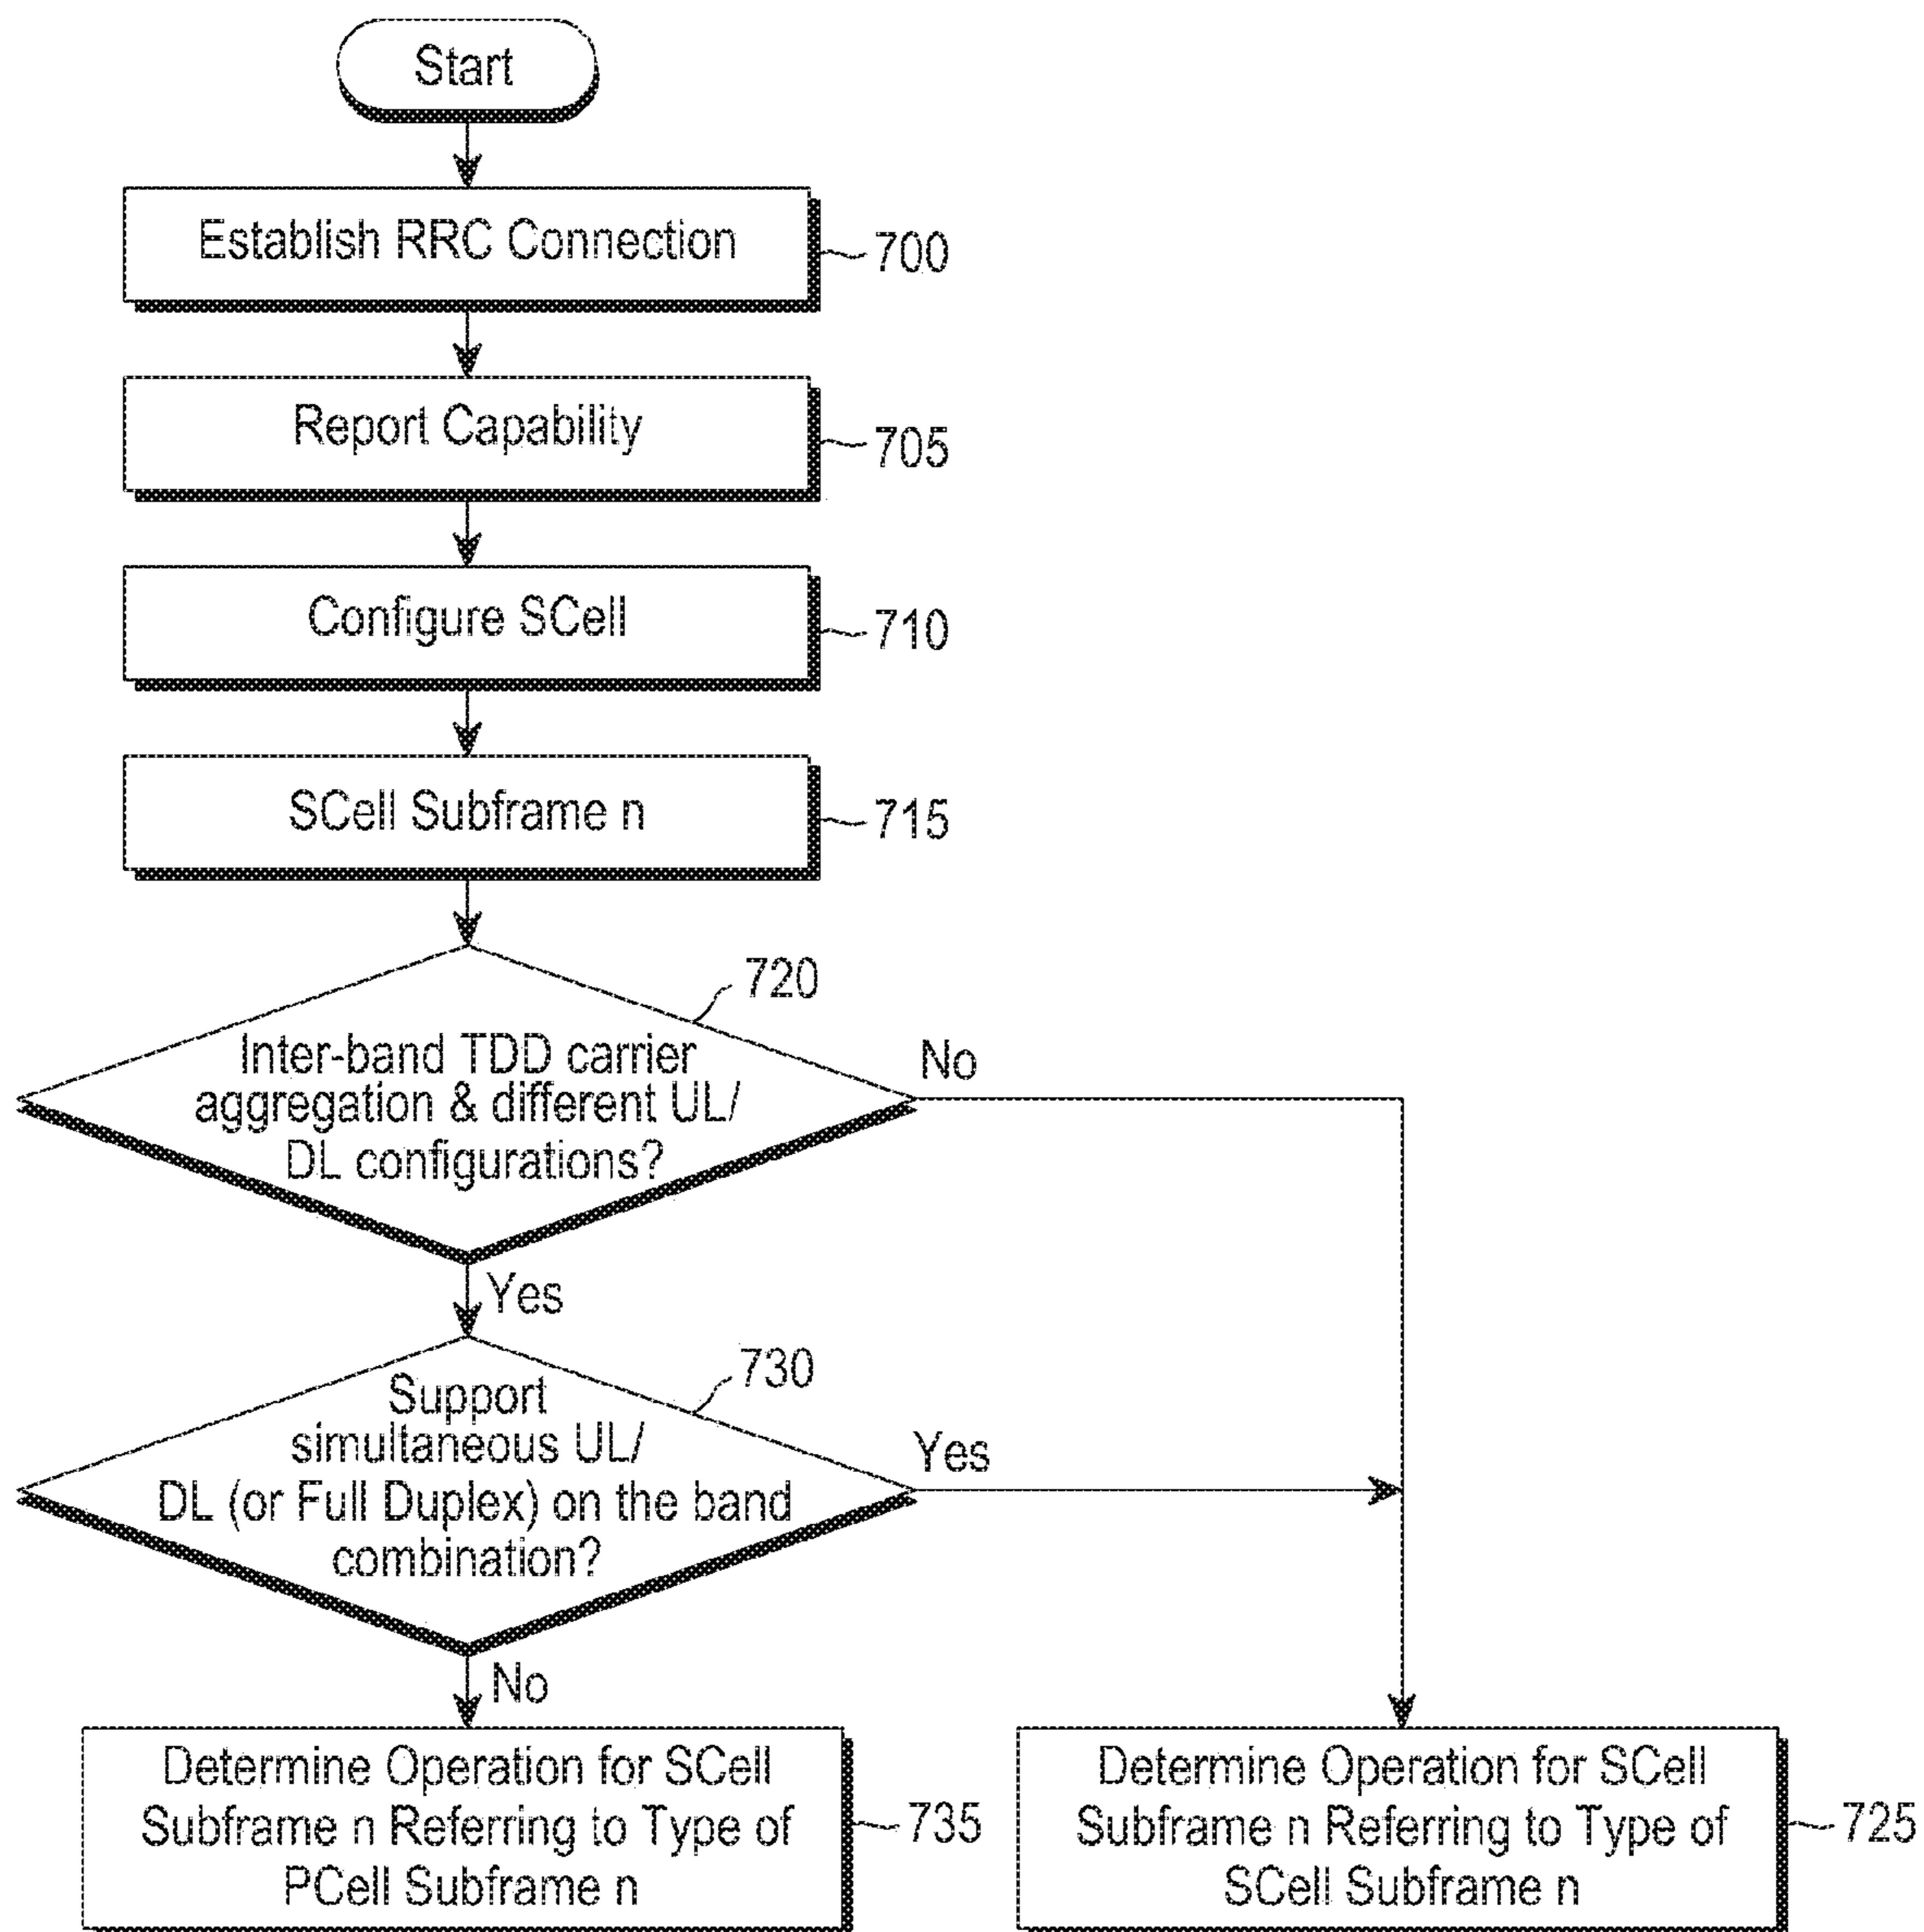 Start
Establish RRC Connection
700
Report Capability
705
Configure SCell
710
SCell Subframe n
715
720
Inter-band TDD carrier
aggregation & different UL/
DL configurations?
No
Yes
730
Support
simultaneous UL/
DL (or Full Duplex) on the band
combination?
Yes
No
Determine Operation for SCell
Subframe n Referring to Type of
PCell Subframe n
735
Determine Operation for SCell
Subframe n Referring to Type of
SCell Subframe n
725